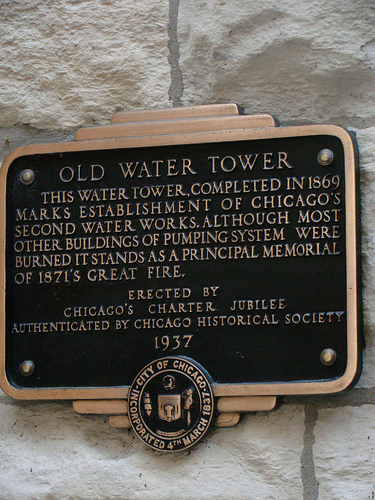 OLD WATER TOWER
THIS WATER TOWER, COMPLETED IN 1869
MARKS ESTABLISHMENT OF CHICAGO'S
SECOND WATER WORKS. ALTHOUGH MOST
OTHER BUILDINGS OF PUMPING SYSTEM WERE
BURNED IT STANDS AS A PRINCIPAL MEMORIAL
OF 1871'S GREAT FIRE.
ERECTED BY
CHICAGO'S CHARTER JUBILEE
AUTHENTICATED BY CHICAGO HISTORICAL SOCIETY
1937
CITY OF CHICAGO
INCORPORATED 4TH MARCH 1837